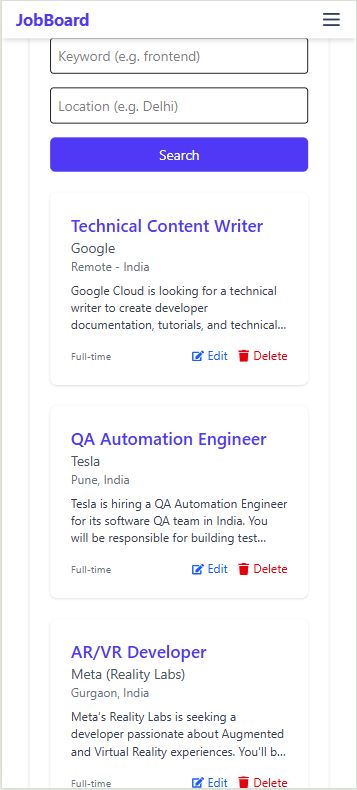 JobBoard
Keyword (e.g. frontend)
Location (e.g. Delhi)
Search
Technical Content Writer
Google
Remote - India
Google Cloud is looking for a technical
writer to create developer
documentation, tutorials, and technical...
Full-time
Edit
Delete
QA Automation Engineer
Tesla
Pune, India
Tesla is hiring a QA Automation Engineer
for its software QA team in India. You
will be responsible for building test...
Full-time
Edit
Delete
AR/VR Developer
Meta (Reality Labs)
Gurgaon, India
Meta's Reality Labs is seeking a
developer passionate about Augmented
and Virtual Reality experiences. You'll b...
Full-time
Edit
Delete